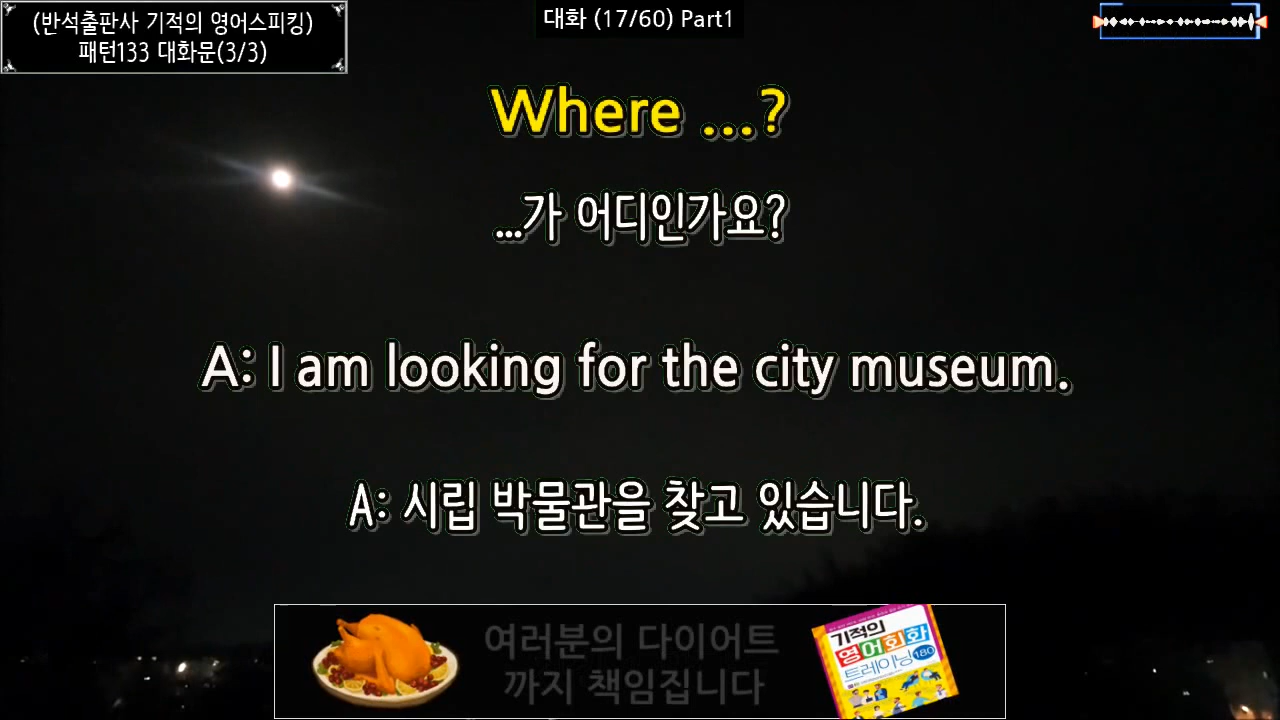 (반석출판사 기적의 영어스피킹)
패턴133 대화문(3/3)
대화 (17/60) Part1
Where ...?
...가 어디인가요?
A: I am looking for the city museum.
A: 시립 박물관을 찾고 있습니다.
여러분의 다이어트
까지 책임집니다
기적의
영어회화
트레이닝 180